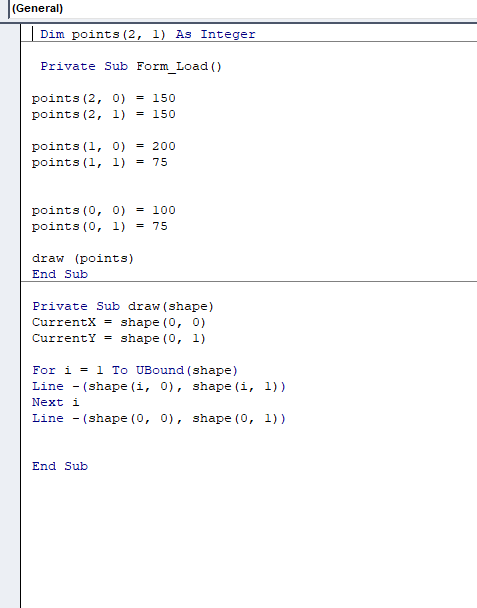 (General)
Dim points(2, 1) As Integer
Private Sub Form_Load()
points(2, 0) = 150
points(2, 1) = 150
points(1, 0) = 200
points(1, 1) = 75
points(0, 0) = 100
points(0, 1) = 75
draw (points)
End Sub
Private Sub draw(shape)
CurrentX = shape(0, 0)
CurrentY = shape(0, 1)
For i = 1 To UBound(shape)
Line -(shape(i, 0), shape(i, 1))
Next i
Line -(shape(0, 0), shape(0, 1))
End Sub